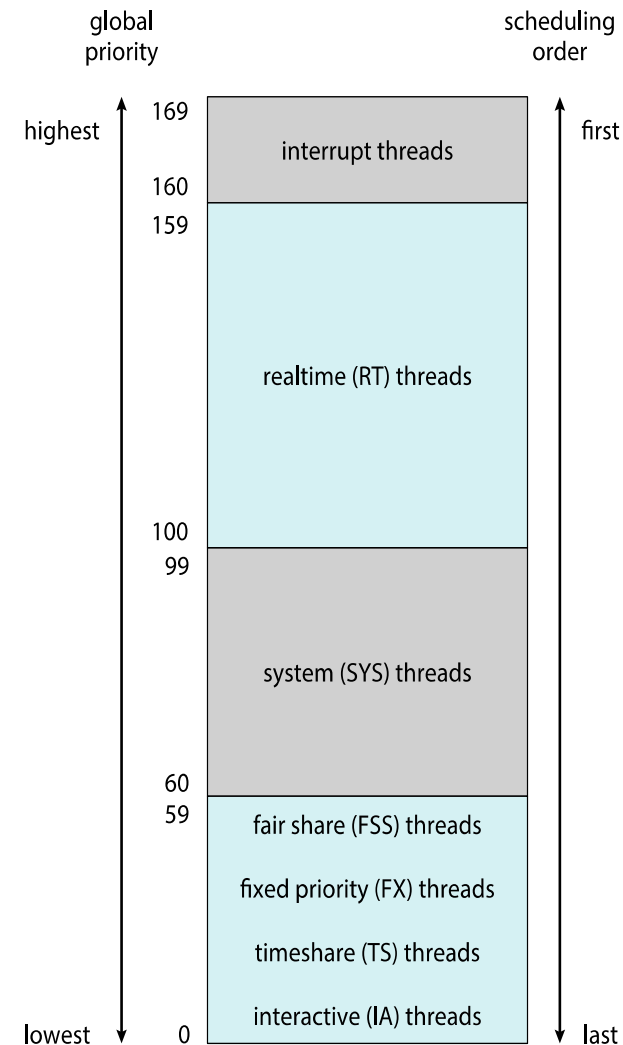 global
priority
scheduling
order
highest
169
first
interrupt threads
160
159
realtime (RT) threads
100
99
system (SYS) threads
60
59
fair share (FSS) threads
fixed priority (FX) threads
timeshare (TS) threads
interactive (IA) threads
lowest
0
last